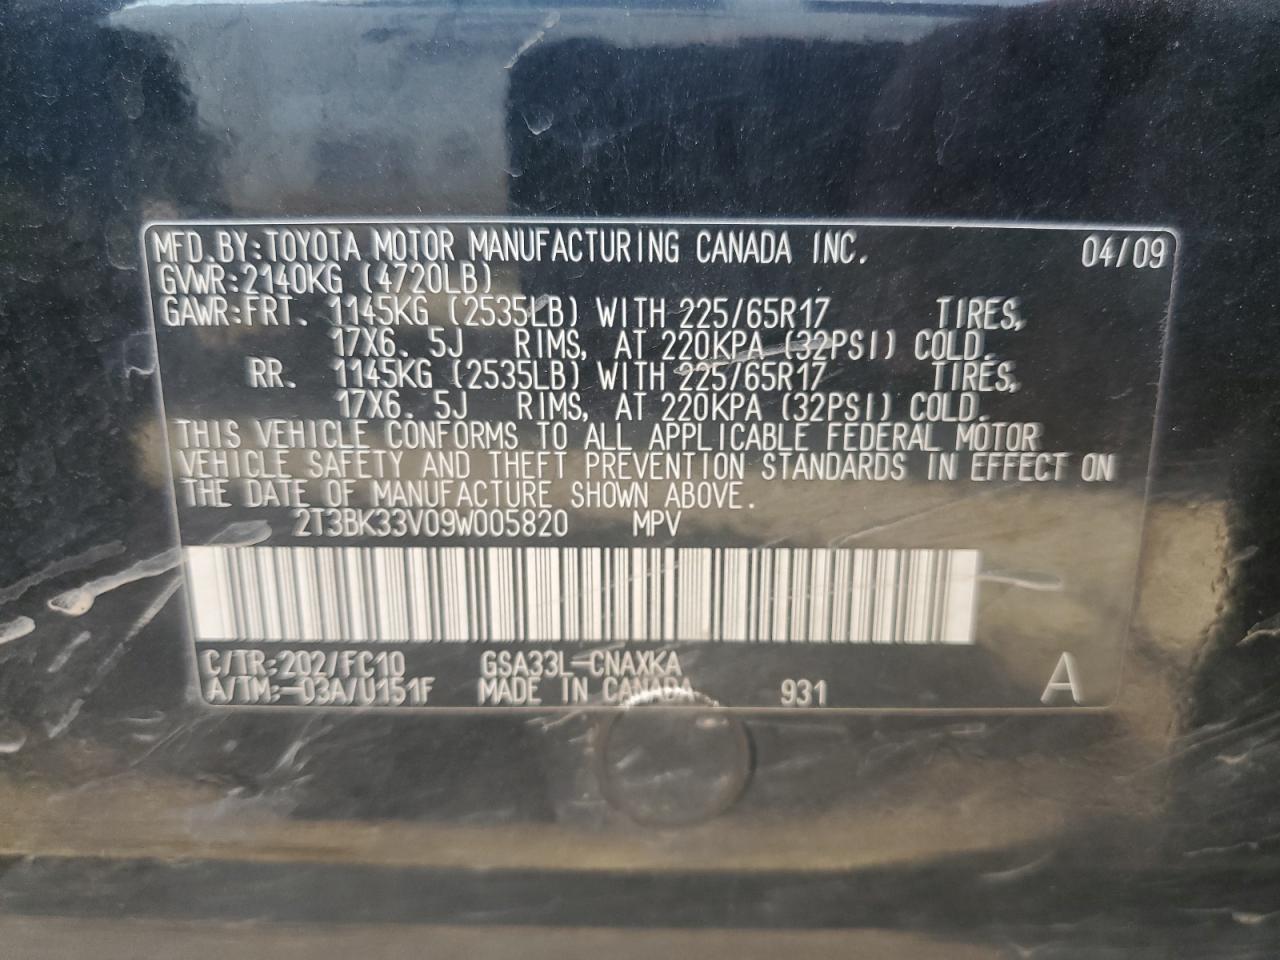 MFD.BY:TOYOTA MOTOR MANUFACTURING CANADA INC. 04/09
GVWR:2140KG (4720LB)
GAWR:FRT. 1145KG (2535LB) WITH 225/65R17 TIRES,
17X6. 5J RIMS, AT 220KPA (32PSI) COLD.
RR. 1145KG (2535LB) WITH 225/65R17 TIRES,
17X6. 5J RIMS, AT 220KPA (32PSI) COLD.
THIS VEHICLE CONFORMS TO ALL APPLICABLE FEDERAL MOTOR
VEHICLE SAFETY AND THEFT PREVENTION STANDARDS IN EFFECT ON
THE DATE OF MANUFACTURE SHOWN ABOVE.
2T3BK33V09W005820 MPV
C/TR:202/FC10 GSA33L-CNAXKA
A/TM:-03A/U151F MADE IN CANADA 931 A